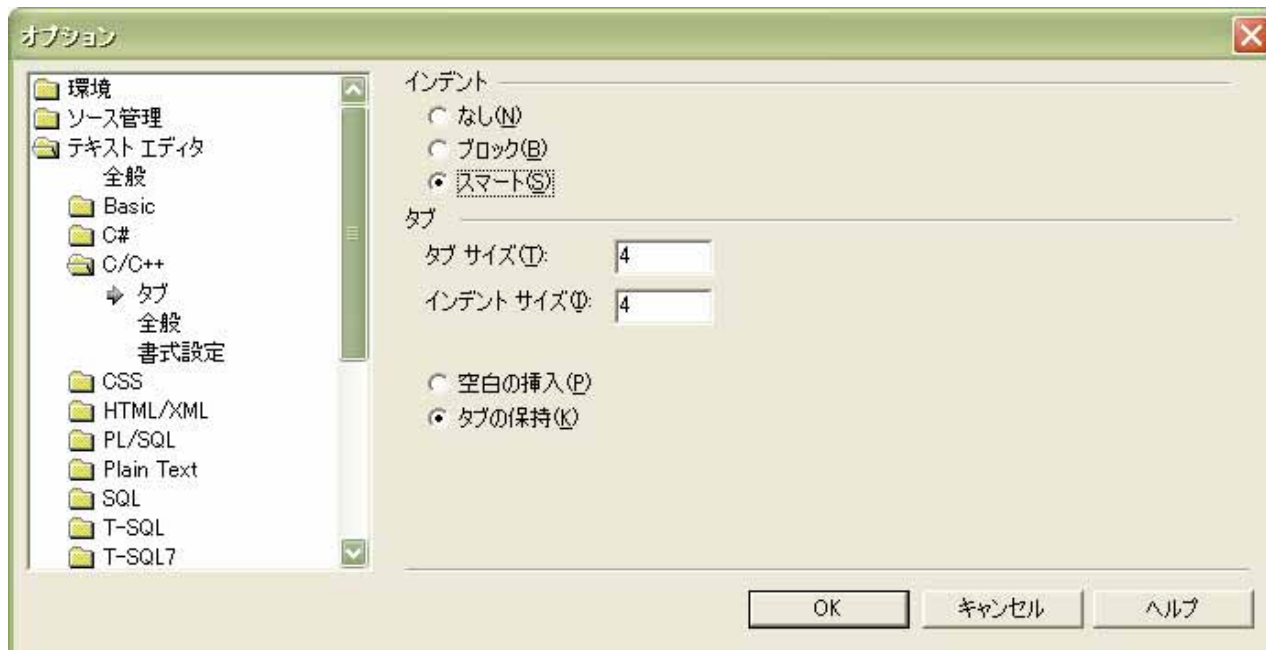 オプション
環境
ソース管理
テキスト エディタ
全般
Basic
C#
C/C++
タブ
全般
書式設定
CSS
HTML/XML
PL/SQL
Plain Text
SQL
T-SQL
T-SQL7
インデント
なし(N)
ブロック(B)
スマート(S)
タブ
タブ サイズ(T): 4
インデント サイズ(I): 4
空白の挿入(P)
タブの保持(K)
OK キャンセル ヘルプ